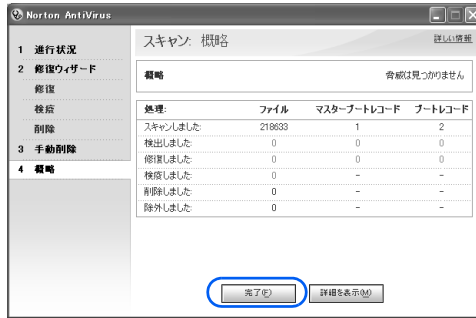 Norton AntiVirus
1 進行状況
2 修復ウィザード
修復
検疫
削除
3 手動削除
4 概略
スキャン: 概略
詳しい情報
概略 脅威は見つかりません
処理: ファイル マスターブートレコード ブートレコード
スキャンしました: 218633 1 2
検出しました: 0 0 0
修復しました: 0 0 0
検疫しました: 0 - -
削除しました: 0 - -
除外しました: 0 - -
完了(F) 詳細を表示(M)